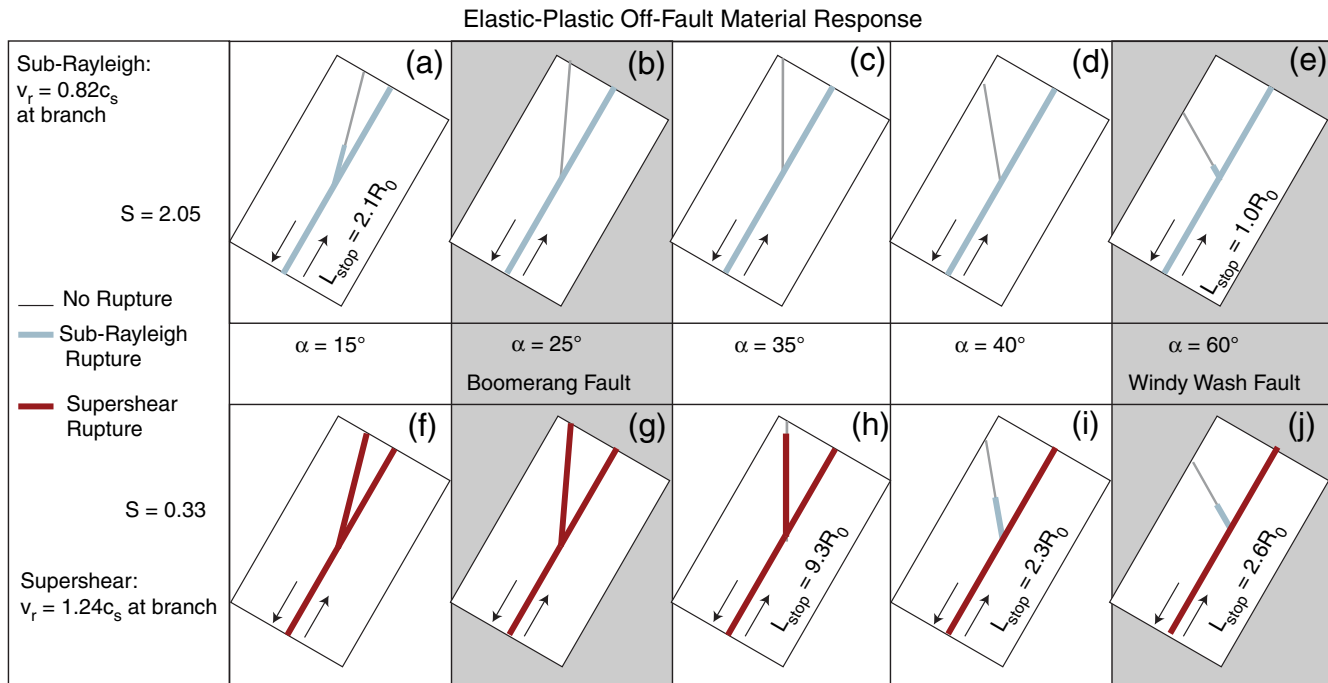 Elastic-Plastic Off-Fault Material Response
Sub-Rayleigh:
v_r = 0.82c_s
at branch
S = 2.05
No Rupture
Sub-Rayleigh
Rupture
Supershear
Rupture
S = 0.33
Supershear:
v_r = 1.24c_s at branch
(a)
L_stop = 2.1R_0
(b)
(c)
(d)
(e)
L_stop = 1.0R_0
α = 15°
α = 25°
Boomerang Fault
α = 35°
α = 40°
α = 60°
Windy Wash Fault
(f)
(g)
(h)
L_stop = 9.3R_0
(i)
L_stop = 2.3R_0
(j)
L_stop = 2.6R_0